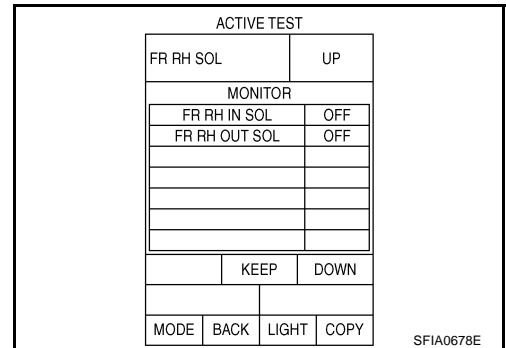 ACTIVE TEST
FR RH SOL UP
MONITOR
FR RH IN SOL OFF
FR RH OUT SOL OFF
KEEP DOWN
MODE BACK LIGHT COPY
SFIA0678E